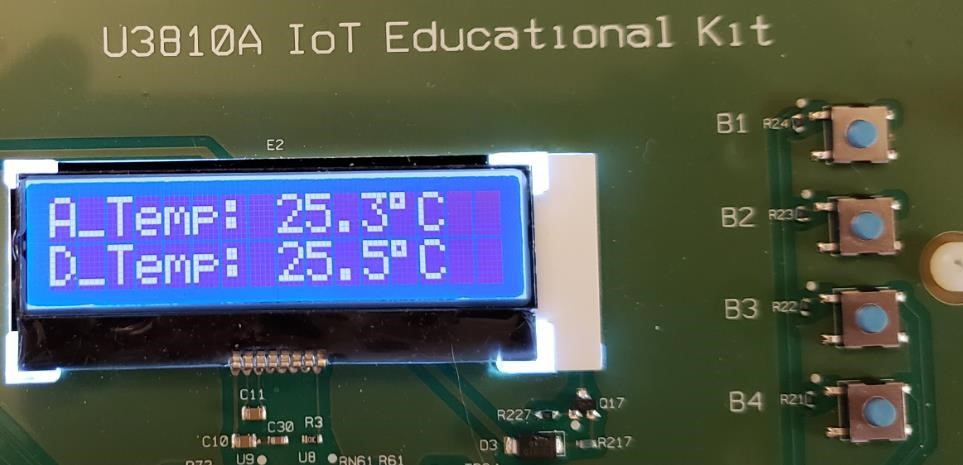 U3810A IoT Educational Kit
E2
B1 R24
A_Temp: 25.3°C
B2 R23
D_Temp: 25.5°C
B3 R22
B4 R21
C11
R227 Q17
R3
C30
C10 D3 R217
U9 U8 RN61 R61